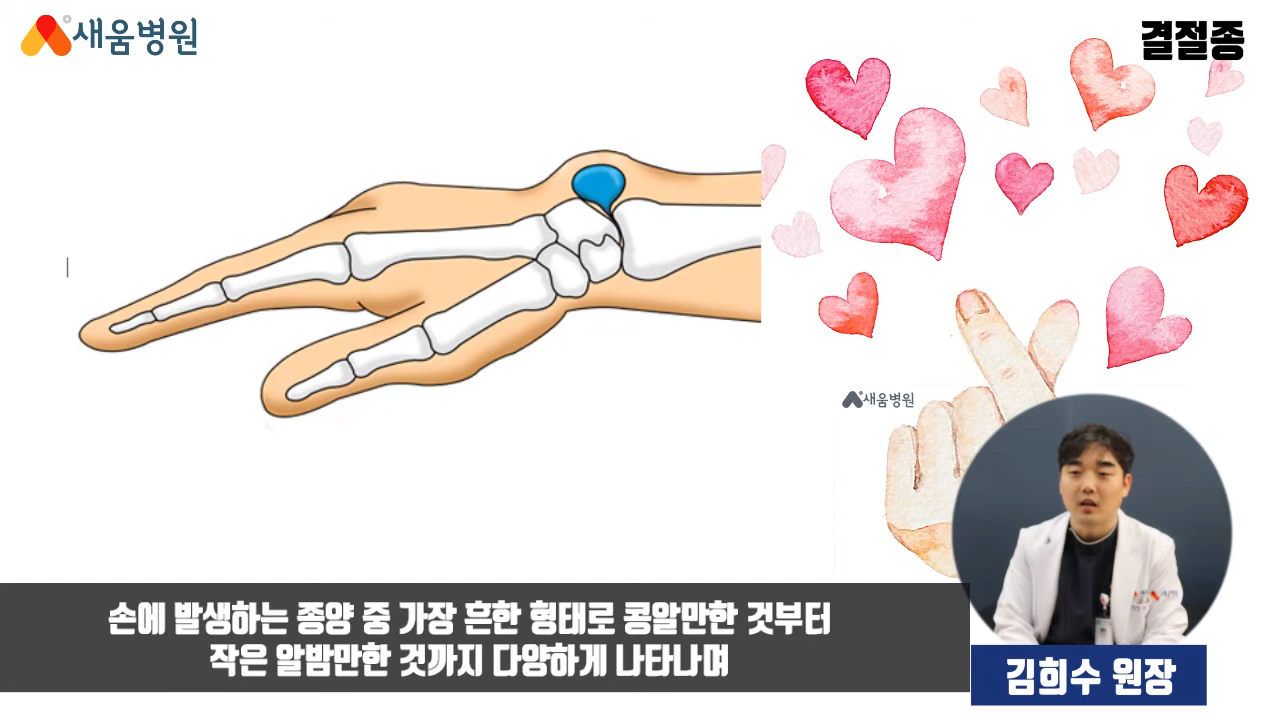 새움병원
결절종
새움병원
손에 발생하는 종양 중 가장 흔한 형태로 콩알만한 것부터
작은 알밤만한 것까지 다양하게 나타나며
김희수 원장